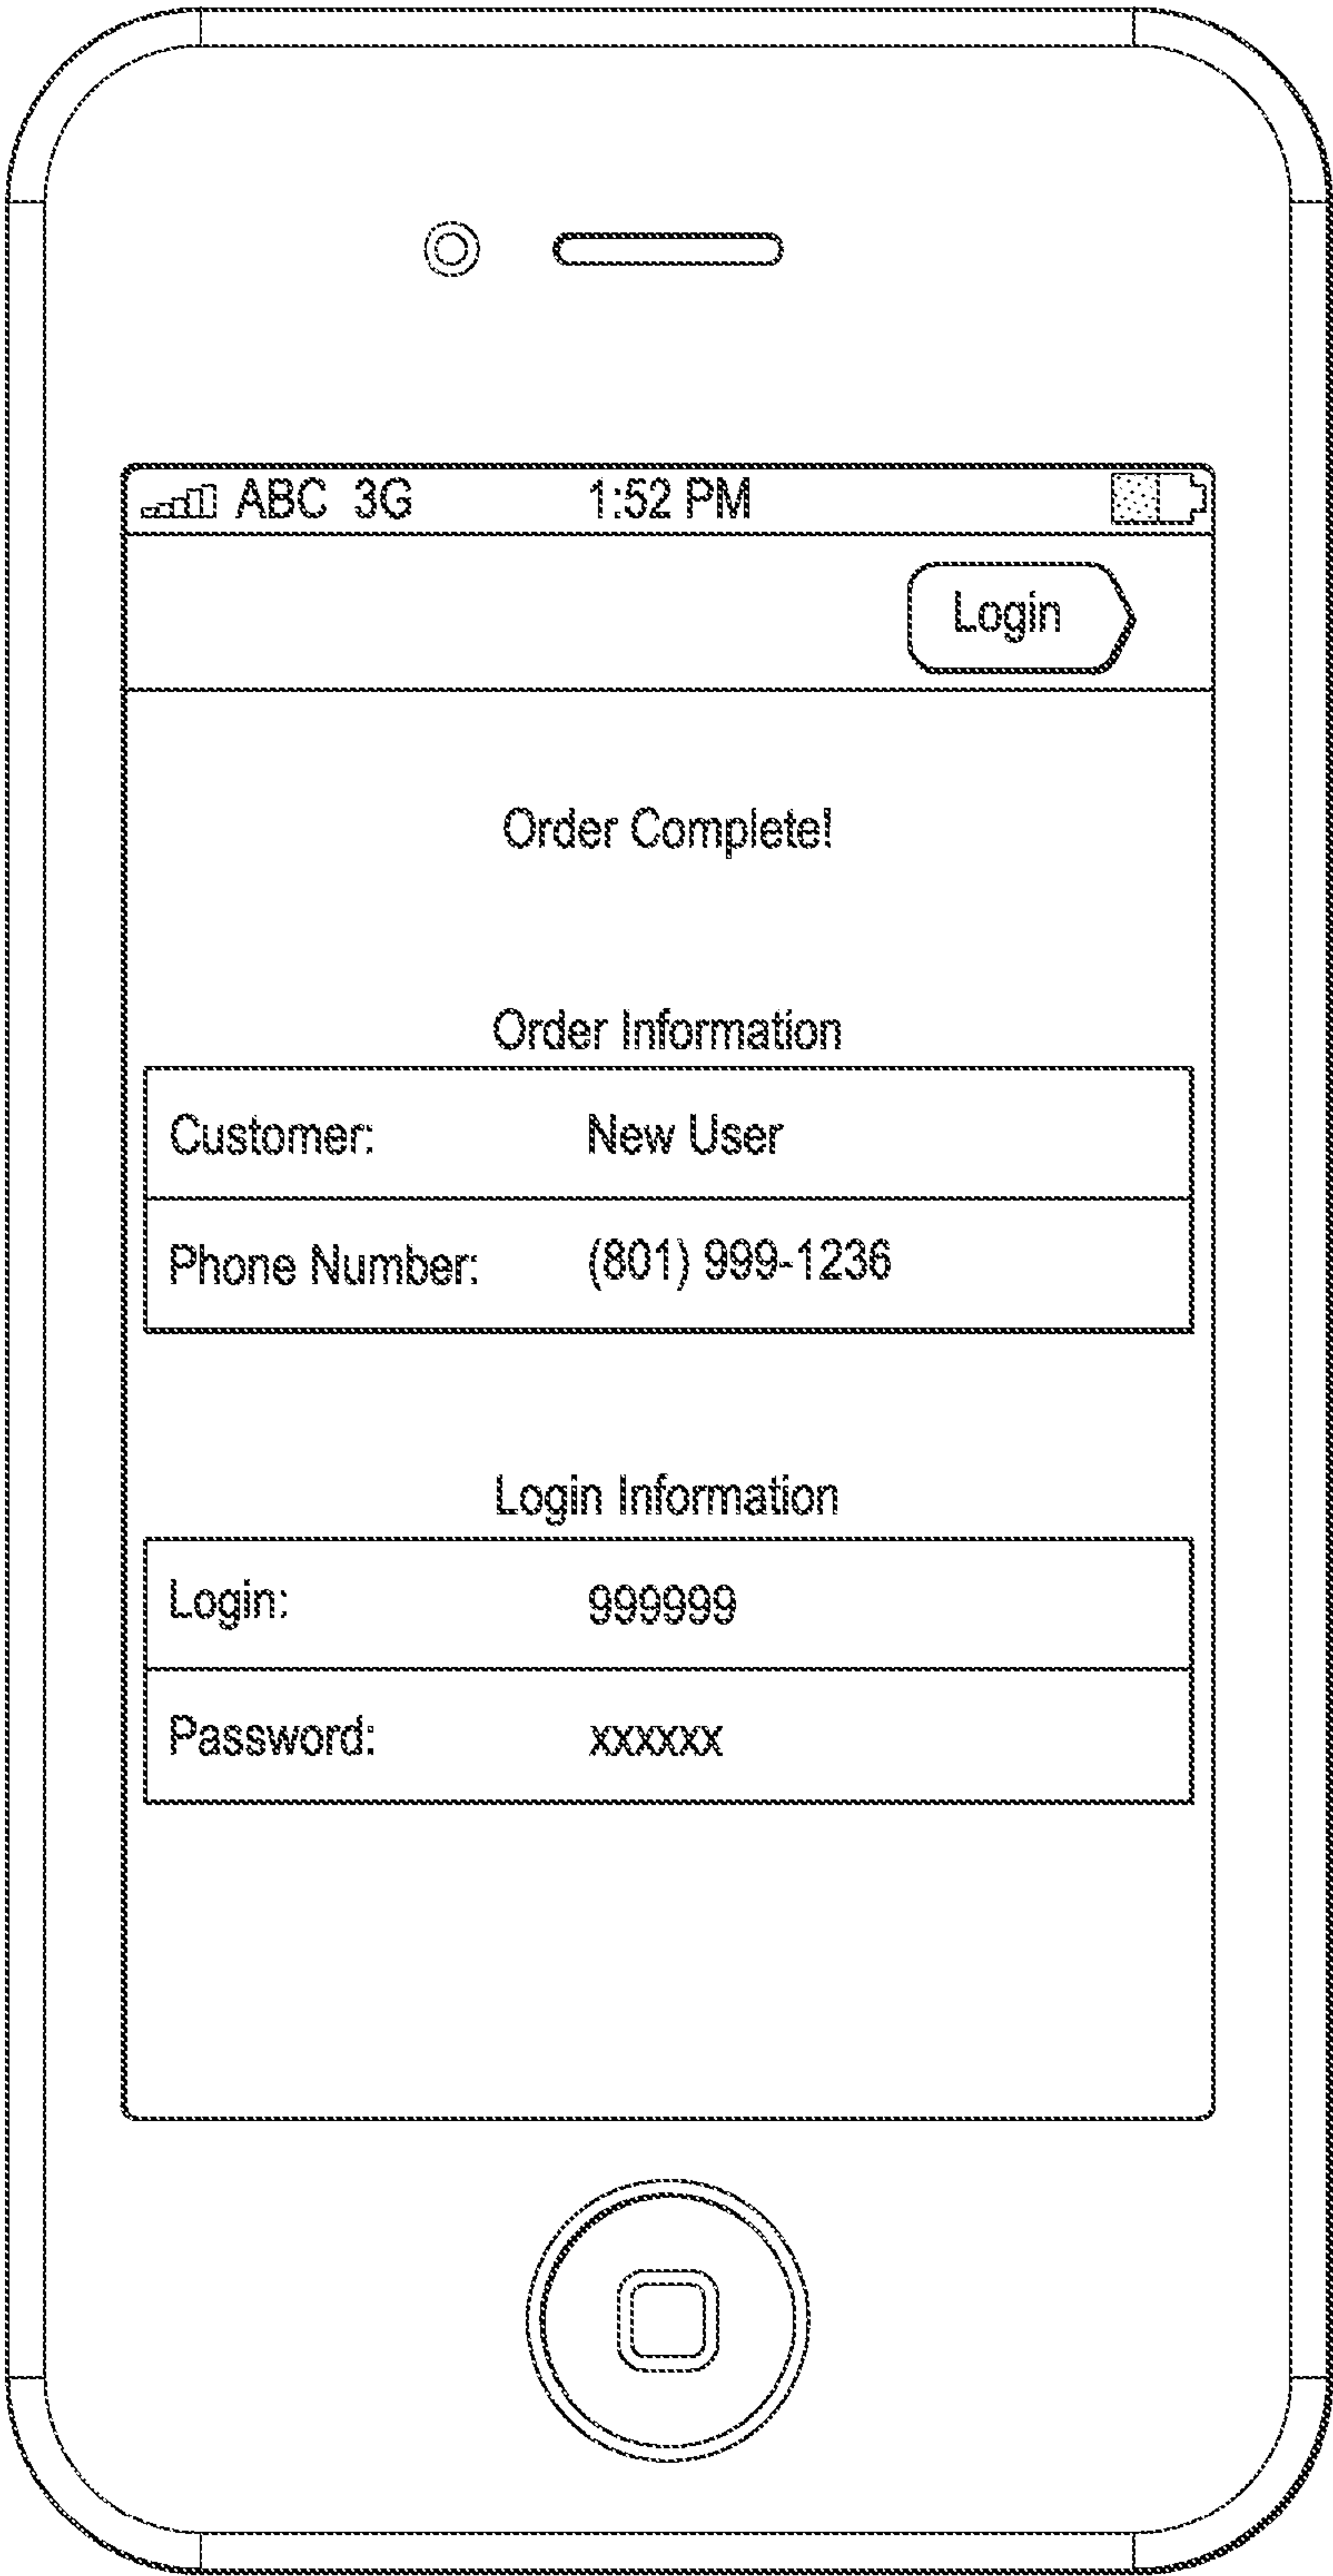 ABC 3G 1:52 PM
Login
Order Complete!
Order Information
Customer: New User
Phone Number: (801) 999-1236
Login Information
Login: 999999
Password: xxxxxx